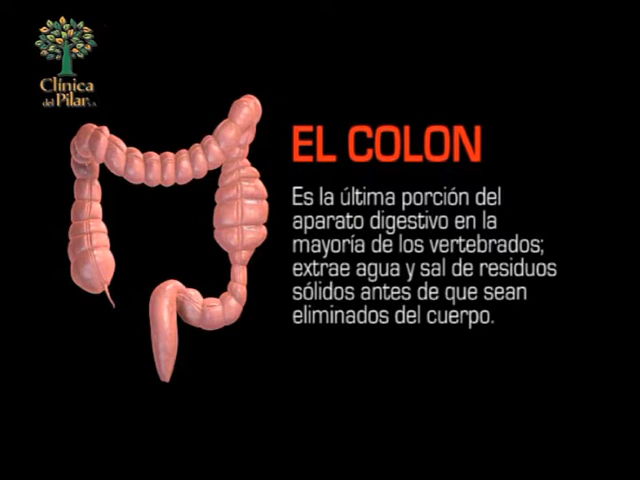 Clínica
del Pilar
EL COLON
Es la última porción del
aparato digestivo en la
mayoría de los vertebrados;
extrae agua y sal de residuos
sólidos antes de que sean
eliminados del cuerpo.